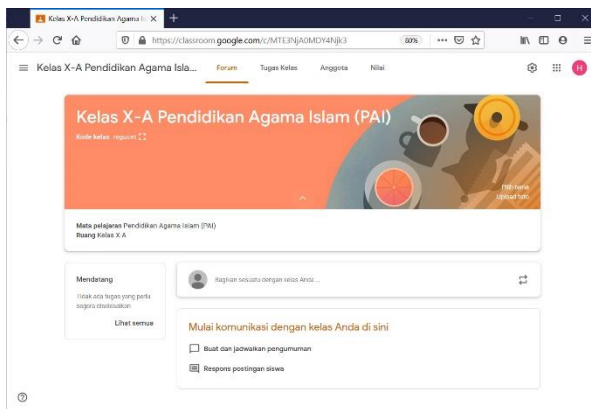 Kelas X-A Pendidikan Agama Is
https://classroom.google.com/c/MTE3NjA0MDY4Njk3
80%
Kelas X-A Pendidikan Agama Isla...
Forum
Tugas Kelas
Anggota
Nilai
H
Kelas X-A Pendidikan Agama Islam (PAI)
Kode kelas
Pilih tema
Upload foto
Mata pelajaran Pendidikan Agama Islam (PAI)
Ruang Kelas X A
Mendatang
Tidak ada tugas yang perlu
segera diselesaikan
Lihat semua
Bagikan sesuatu dengan kelas Anda ...
Mulai komunikasi dengan kelas Anda di sini
Buat dan jadwalkan pengumuman
Respons postingan siswa